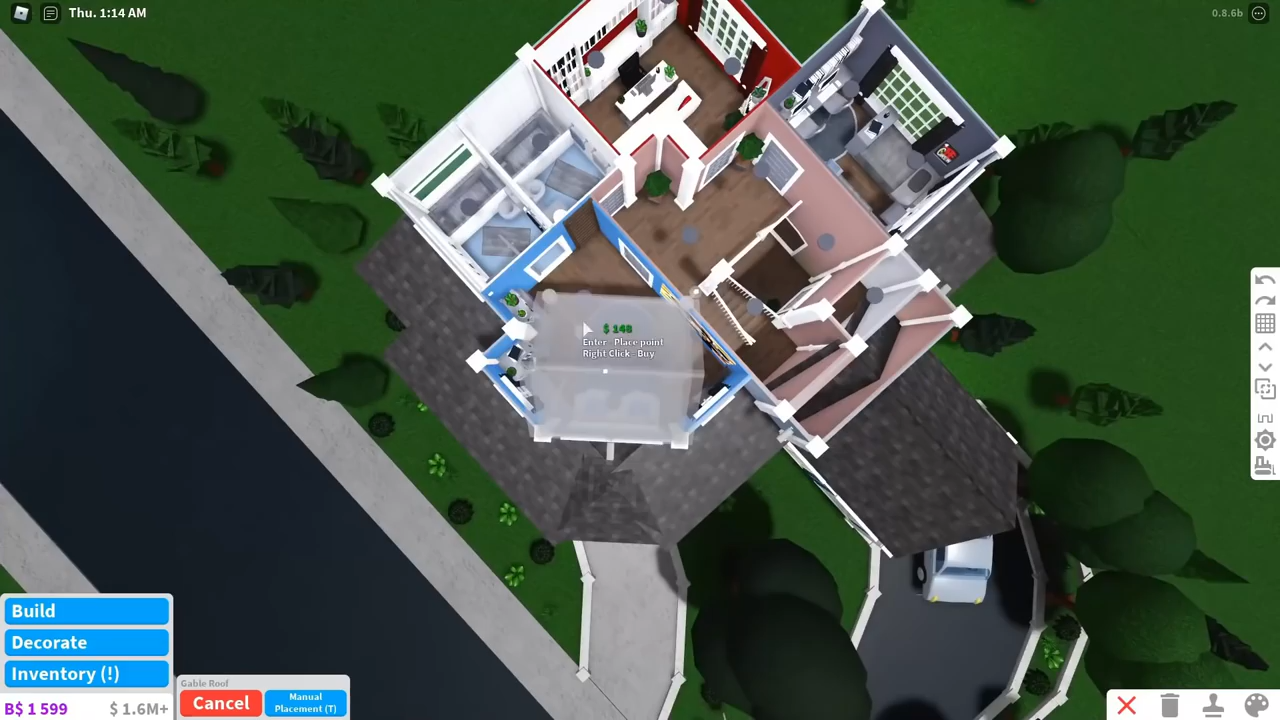 Thu. 1:14 AM
0.8.6b
$ 148
Enter - Place point
Right Click - Buy
Build
Decorate
Inventory (!)
B$ 1 599
$ 1.6M+
Gable Roof
Cancel
Manual
Placement (T)